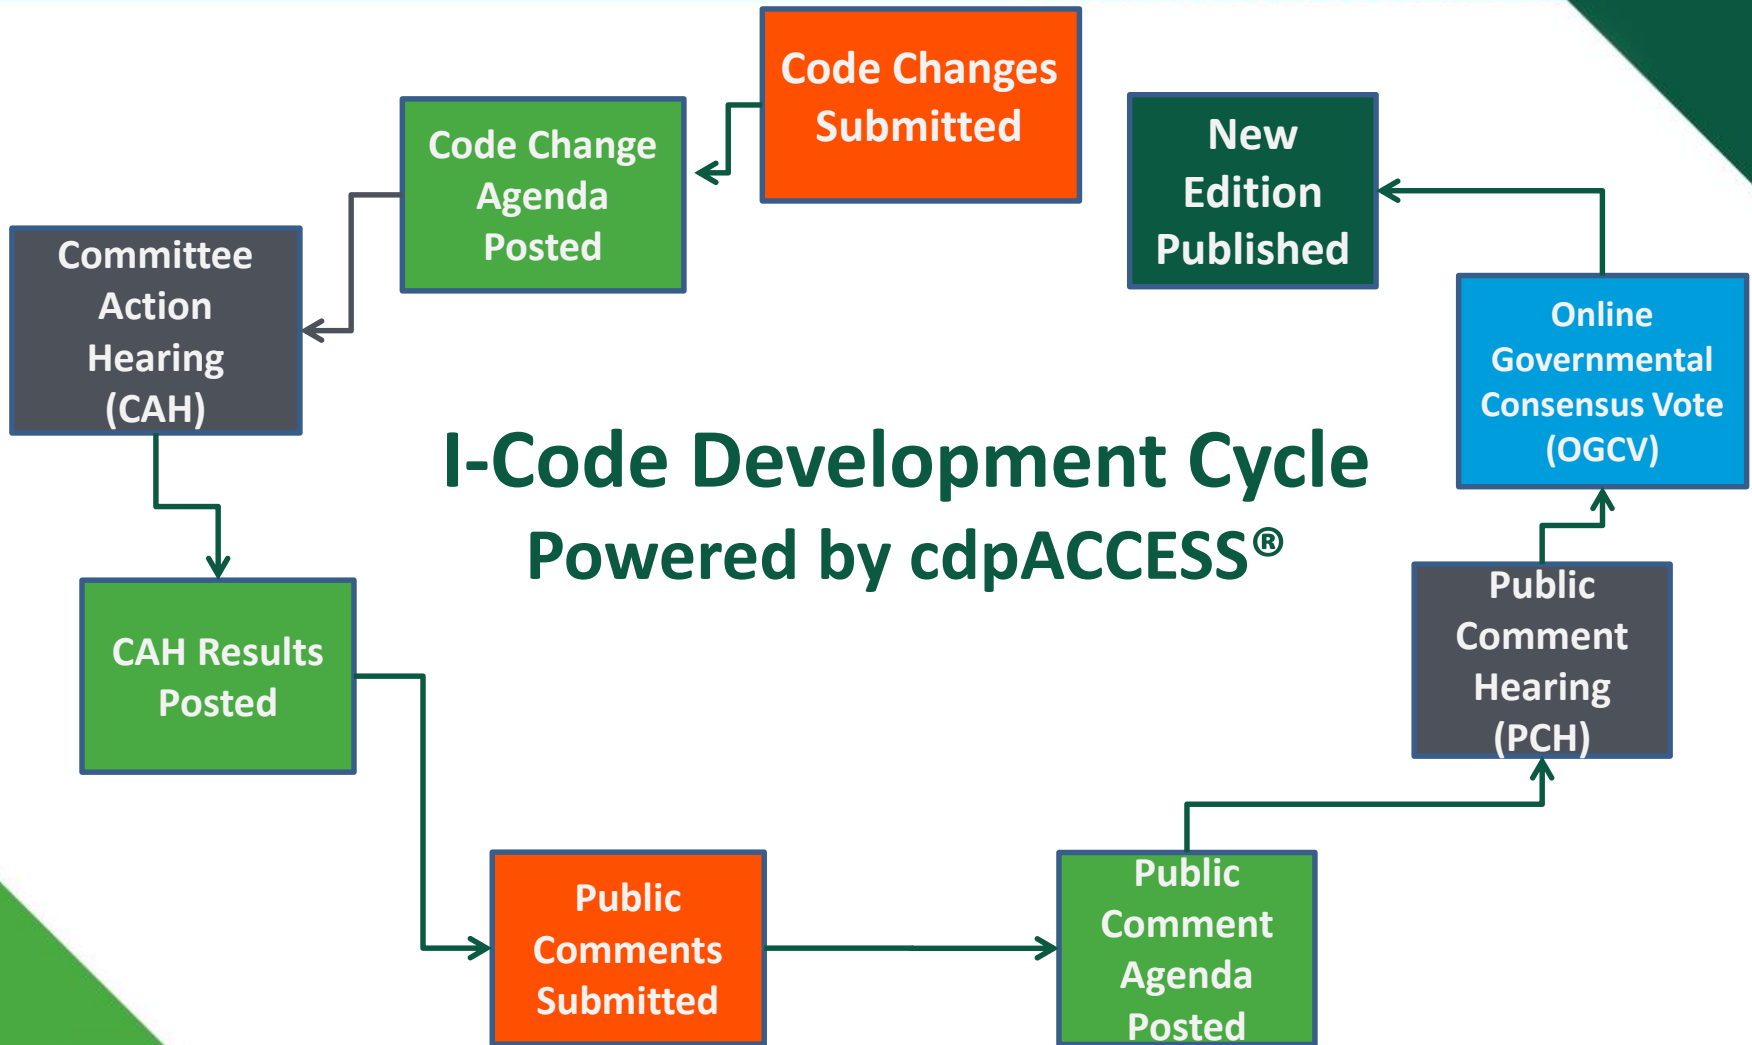 Code Changes
Submitted
Code Change
Agenda
Posted
Committee
Action
Hearing
(CAH)
CAH Results
Posted
Public
Comments
Submitted
Public
Comment
Agenda
Posted
Public
Comment
Hearing
(PCH)
Online
Governmental
Consensus Vote
(OGCV)
New
Edition
Published
I-Code Development Cycle
Powered by cdpACCESS®